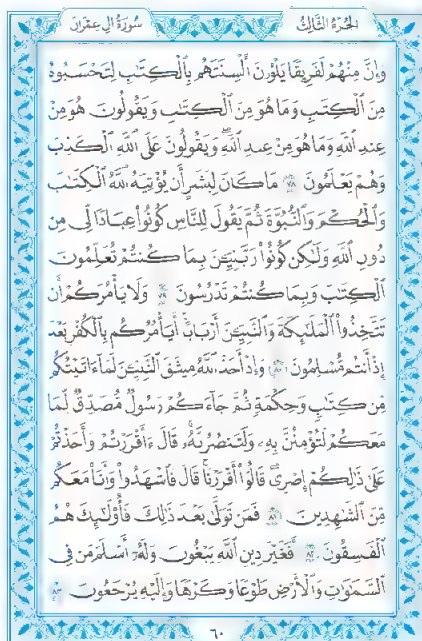 الجزء الثالث سورة آل عمران
وَإِنَّ مِنْهُمْ لَفَرِيقًا يَلْوُۥنَ أَلْسِنَتَهُم بِالْكِتَٰبِ لِتَحْسَبُوهُ
مِنَ الْكِتَٰبِ وَمَا هُوَ مِنَ الْكِتَٰبِ وَيَقُولُونَ هُوَ مِنْ
عِندِ اللَّهِ وَمَا هُوَ مِنْ عِندِ اللَّهِ وَيَقُولُونَ عَلَى اللَّهِ الْكَذِبَ
وَهُمْ يَعْلَمُونَ ٧٨ مَا كَانَ لِبَشَرٍ أَن يُؤْتِيَهُ اللَّهُ الْكِتَٰبَ
وَالْحُكْمَ وَالنُّبُوَّةَ ثُمَّ يَقُولَ لِلنَّاسِ كُونُوا۟ عِبَادًا لِّى مِن
دُونِ اللَّهِ وَلَٰكِن كُونُوا۟ رَبَّٰنِيِّۦنَ بِمَا كُنتُمْ تُعَلِّمُونَ
الْكِتَٰبَ وَبِمَا كُنتُمْ تَدْرُسُونَ ٧٩ وَلَا يَأْمُرَكُمْ أَن
تَتَّخِذُوا۟ الْمَلَٰٓئِكَةَ وَالنَّبِيِّۦنَ أَرْبَابًا أَيَأْمُرُكُم بِالْكُفْرِ بَعْدَ
إِذْ أَنتُم مُّسْلِمُونَ ٨٠ وَإِذْ أَخَذَ اللَّهُ مِيثَٰقَ النَّبِيِّۦنَ لَمَا ءَاتَيْتُكُم
مِّن كِتَٰبٍ وَحِكْمَةٍ ثُمَّ جَآءَكُمْ رَسُولٌ مُّصَدِّقٌ لِّمَا
مَعَكُمْ لَتُؤْمِنُنَّ بِهِۦ وَلَتَنصُرُنَّهُۥ قَالَ ءَأَقْرَرْتُمْ وَأَخَذْتُمْ
عَلَىٰ ذَٰلِكُمْ إِصْرِى قَالُوٓا۟ أَقْرَرْنَا قَالَ فَاشْهَدُوا۟ وَأَنَا۠ مَعَكُم
مِّنَ الشَّٰهِدِينَ ٨١ فَمَن تَوَلَّىٰ بَعْدَ ذَٰلِكَ فَأُو۟لَٰٓئِكَ هُمُ
الْفَٰسِقُونَ ٨٢ أَفَغَيْرَ دِينِ اللَّهِ يَبْغُونَ وَلَهُۥٓ أَسْلَمَ مَن فِى
السَّمَٰوَٰتِ وَالْأَرْضِ طَوْعًا وَكَرْهًا وَإِلَيْهِ يُرْجَعُونَ ٨٣
٦٠